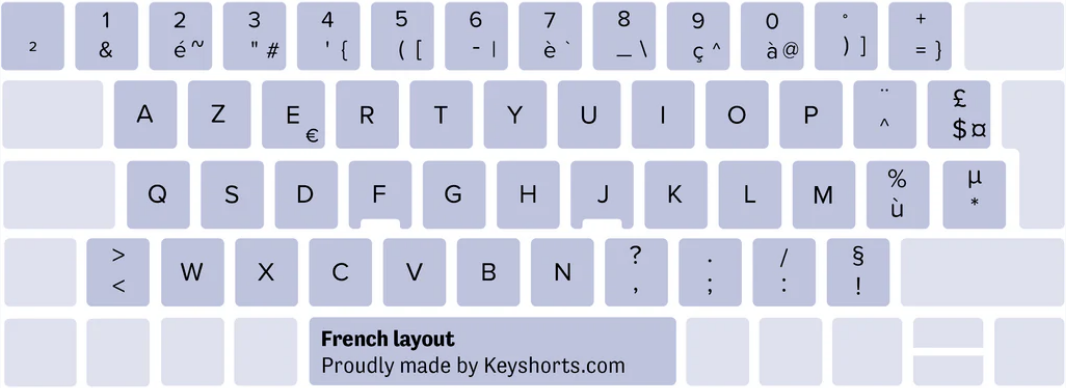 1 2 3 4 5 6 7 8 9 0 ° +
² & é ~ " # ' { ( [ - | è ` _ \ ç ^ à @ ) ] = }
¨ £
A Z E € R T Y U I O P ^ $ ¤
% µ
Q S D F G H J K L M ù *
> ? . / §
< W X C V B N , ; : !
French layout
Proudly made by Keyshorts.com